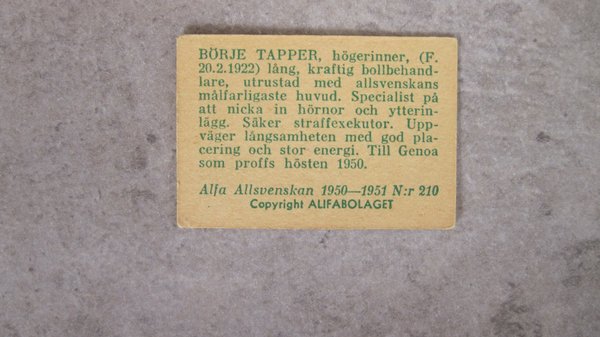 BÖRJE TAPPER, högerinner, (F.
20.2.1922) lång, kraftig bollbehand-
lare, utrustad med allsvenskans
målfarligaste huvud. Specialist på
att nicka in hörnor och ytterin-
lägg. Säker straffexekutor. Upp-
väger långsamheten med god pla-
cering och stor energi. Till Genoa
som proffs hösten 1950.
Alfa Allsvenskan 1950—1951 N:r 210
Copyright ALIFABOLAGET